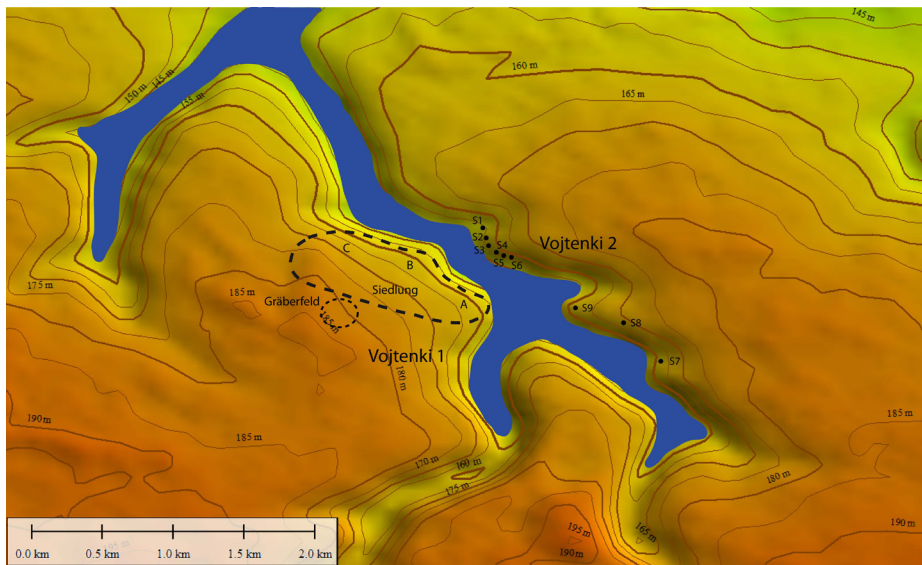 145 m
160 m
150 m
145 m
155 m
165 m
S1
S2
S3
S4
S5
S6
Vojtenki 2
C
B
175 m
185 m
Siedlung
Gräberfeld
A
S9
S8
185 m
Vojtenki 1
S7
180 m
190 m
185 m
185 m
170 m
160 m
175 m
180 m
165 m
195 m
190 m
190 m
0.0 km
0.5 km
1.0 km
1.5 km
2.0 km